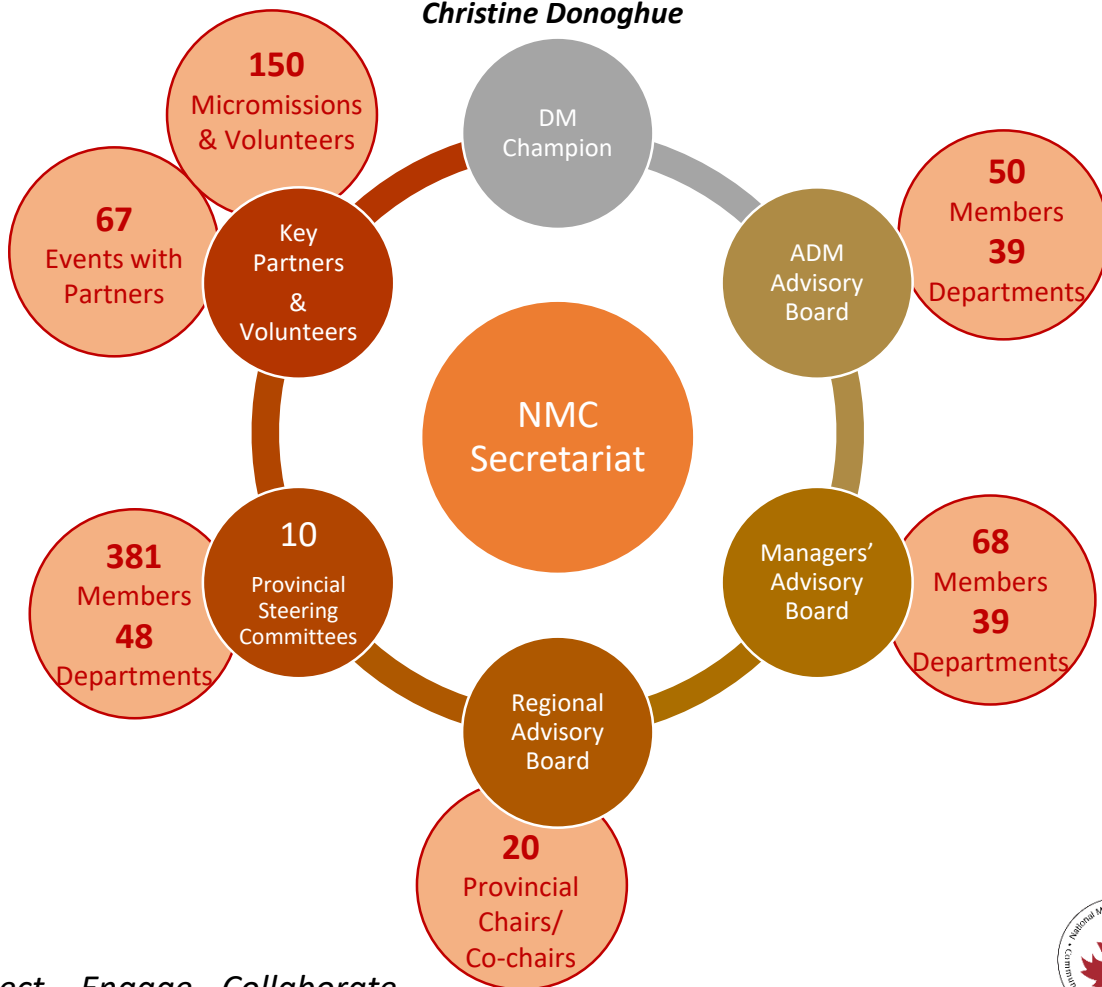 Christine Donoghue
150
Micromissions
& Volunteers
DM
Champion
67
Events with
Partners
Key
Partners
&
Volunteers
50
Members
39
Departments
ADM
Advisory
Board
NMC
Secretariat
381
Members
48
Departments
10
Provincial
Steering
Committees
Managers’
Advisory
Board
68
Members
39
Departments
Regional
Advisory
Board
20
Provincial
Chairs/
Co-chairs
Engage Collaborate
National